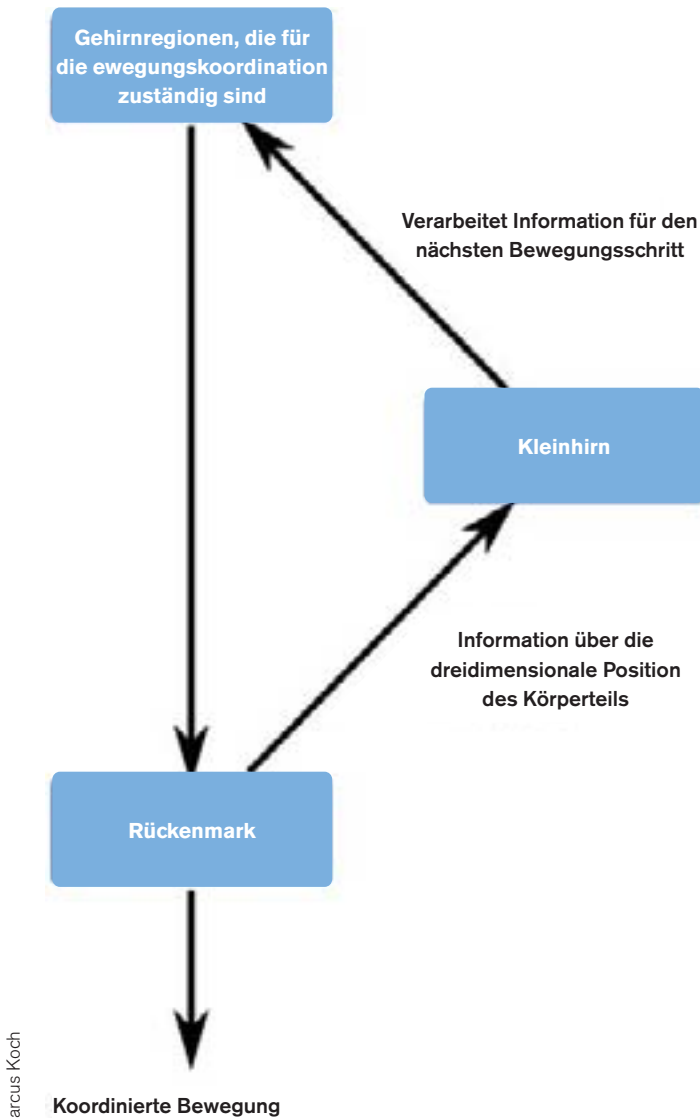 Gehirnregionen, die für
die ewegungskoordination
zuständig sind
Verarbeitet Information für den
nächsten Bewegungsschritt
Kleinhirn
Information über die
dreidimensionale Position
des Körperteils
Rückenmark
arcus Koch
Koordinierte Bewegung